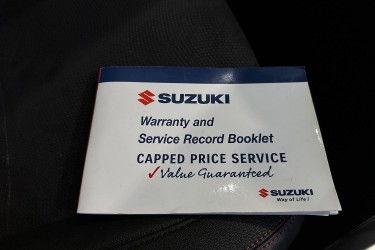 SUZUKI
Warranty and
Service Record Booklet
CAPPED PRICE SERVICE
✓Value Guaranteed
SUZUKI
Way of Life!